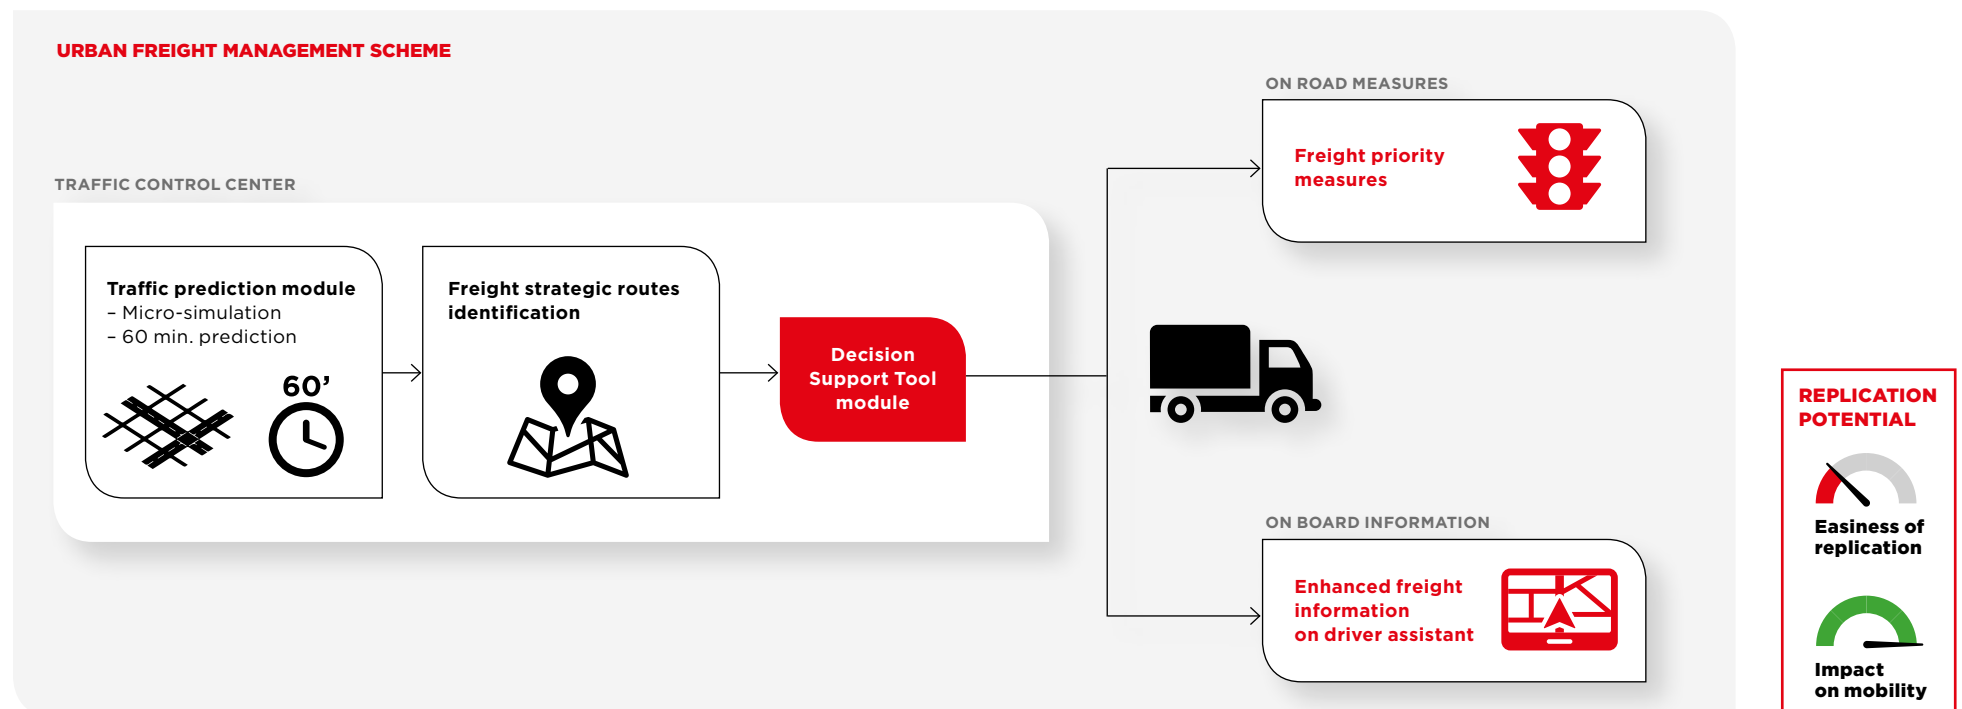 URBAN FREIGHT MANAGEMENT SCHEME
TRAFFIC CONTROL CENTER
Traffic prediction module
– Micro-simulation
– 60 min. prediction
60’
Freight strategic routes
identification
Decision
Support Tool
module
ON ROAD MEASURES
Freight priority
measures
ON BOARD INFORMATION
Enhanced freight
information
on driver assistant
REPLICATION
POTENTIAL
Easiness of
replication
Impact
on mobility